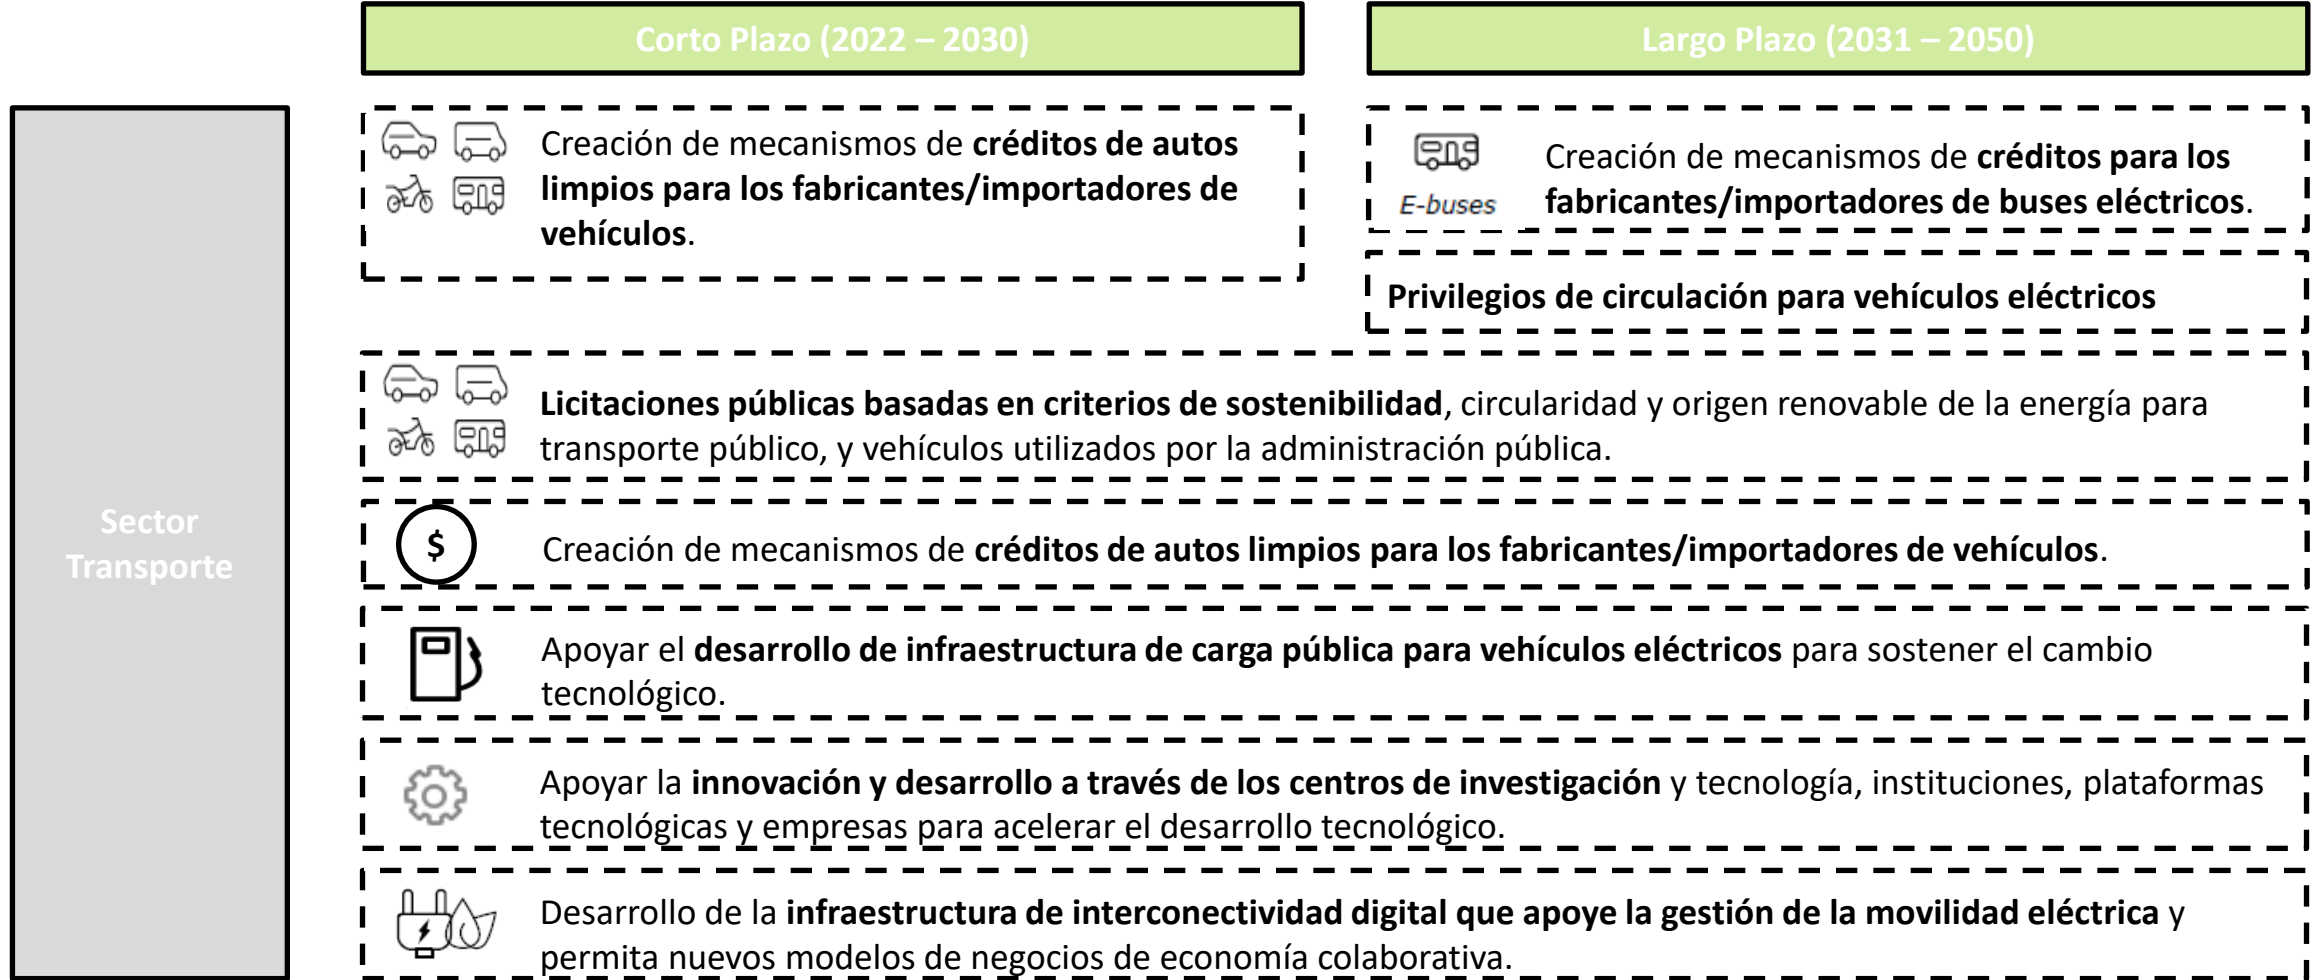 Corto Plazo (2022 – 2030)
Largo Plazo (2031 – 2050)
Sector
Transporte
Creación de mecanismos de créditos de autos
limpios para los fabricantes/importadores de
vehículos.
E-buses
Creación de mecanismos de créditos para los
fabricantes/importadores de buses eléctricos.
Privilegios de circulación para vehículos eléctricos
Licitaciones públicas basadas en criterios de sostenibilidad, circularidad y origen renovable de la energía para
transporte público, y vehículos utilizados por la administración pública.
$
Creación de mecanismos de créditos de autos limpios para los fabricantes/importadores de vehículos.
Apoyar el desarrollo de infraestructura de carga pública para vehículos eléctricos para sostener el cambio
tecnológico.
Apoyar la innovación y desarrollo a través de los centros de investigación y tecnología, instituciones, plataformas
tecnológicas y empresas para acelerar el desarrollo tecnológico.
Desarrollo de la infraestructura de interconectividad digital que apoye la gestión de la movilidad eléctrica y
permita nuevos modelos de negocios de economía colaborativa.